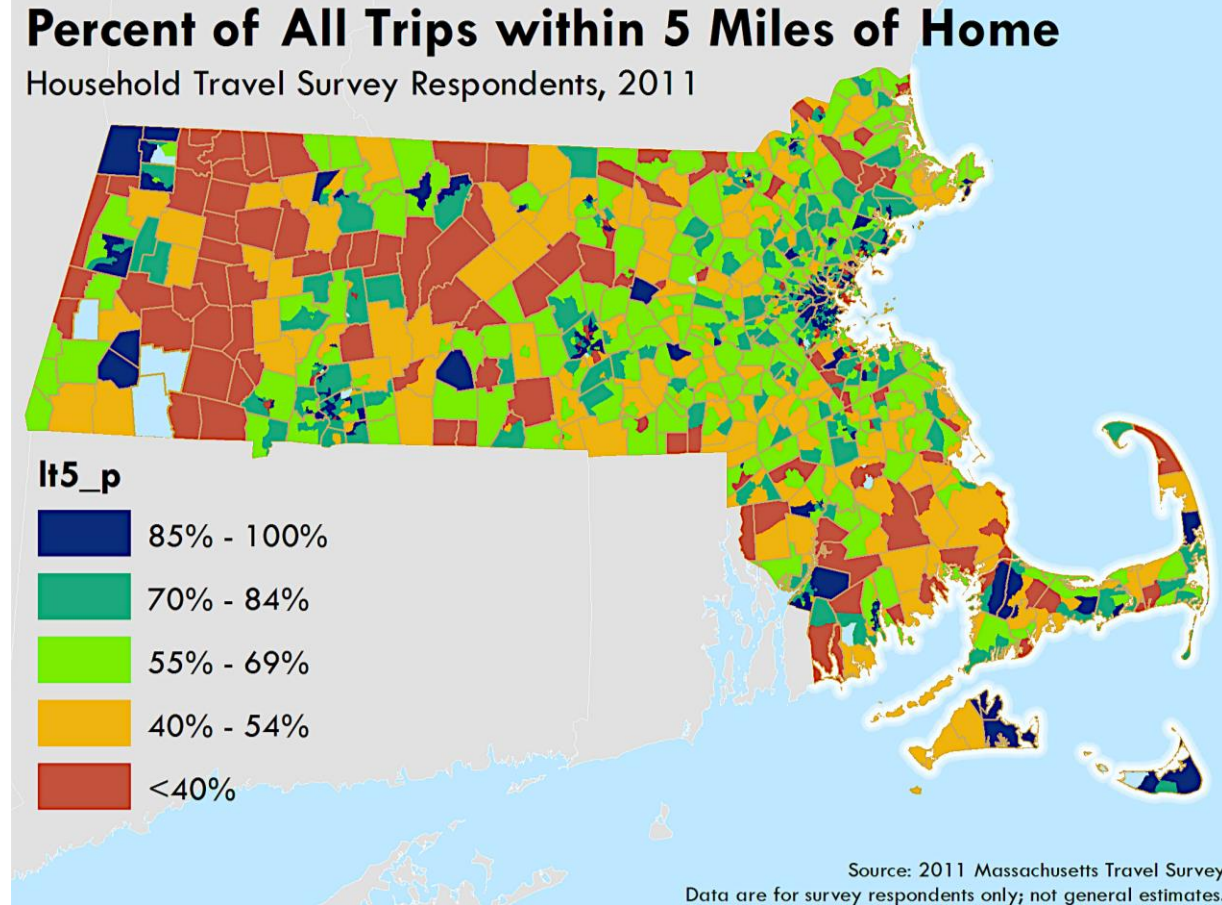 Percent of All Trips within 5 Miles of Home
Household Travel Survey Respondents, 2011
lt5_p
85% - 100%
70% - 84%
55% - 69%
40% - 54%
<40%
Source: 2011 Massachusetts Travel Survey
Data are for survey respondents only; not general estimates.